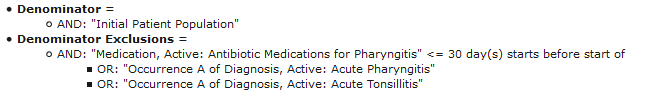 • Denominator =
○ AND: "Initial Patient Population"
• Denominator Exclusions =
○ AND: "Medication, Active: Antibiotic Medications for Pharyngitis" <= 30 day(s) starts before start of
■ OR: "Occurrence A of Diagnosis, Active: Acute Pharyngitis"
■ OR: "Occurrence A of Diagnosis, Active: Acute Tonsillitis"